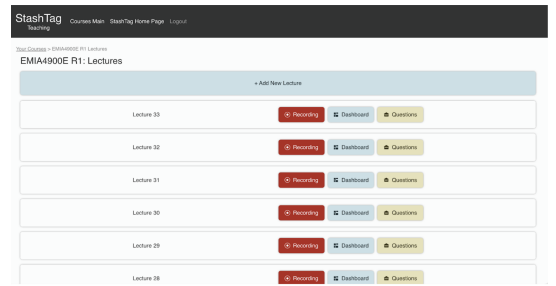 StashTag
Teaching
Courses Main StashTag Home Page Logout
Your Courses > EMIA4900E R1 Lectures
EMIA4900E R1: Lectures
+ Add New Lecture
Lecture 33 Recording Dashboard Questions
Lecture 32 Recording Dashboard Questions
Lecture 31 Recording Dashboard Questions
Lecture 30 Recording Dashboard Questions
Lecture 29 Recording Dashboard Questions
Lecture 28 Recording Dashboard Questions